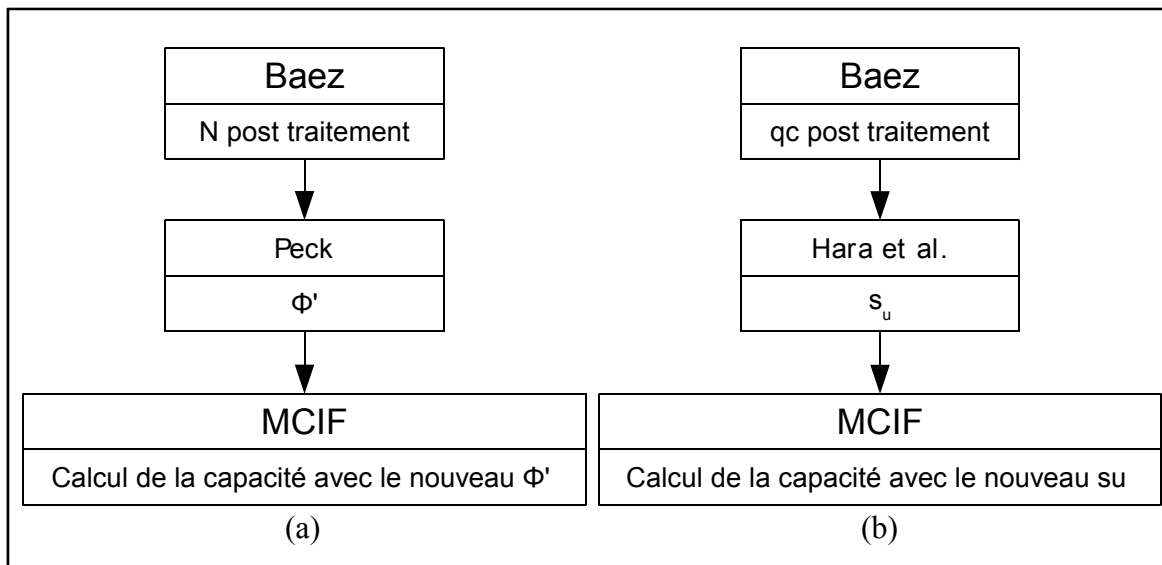 Baez
N post traitement
Peck
Φ'
MCIF
Calcul de la capacité avec le nouveau Φ'
(a)
Baez
qc post traitement
Hara et al.
su
MCIF
Calcul de la capacité avec le nouveau su
(b)